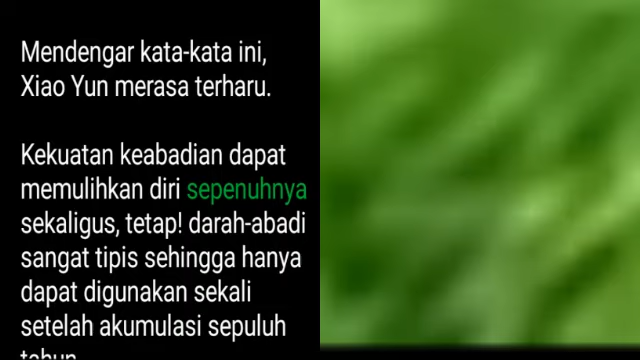 Mendengar kata-kata ini,
Xiao Yun merasa terharu.
Kekuatan keabadian dapat
memulihkan diri sepenuhnya
sekaligus, tetap! darah-abadi
sangat tipis sehingga hanya
dapat digunakan sekali
setelah akumulasi sepuluh
tahun